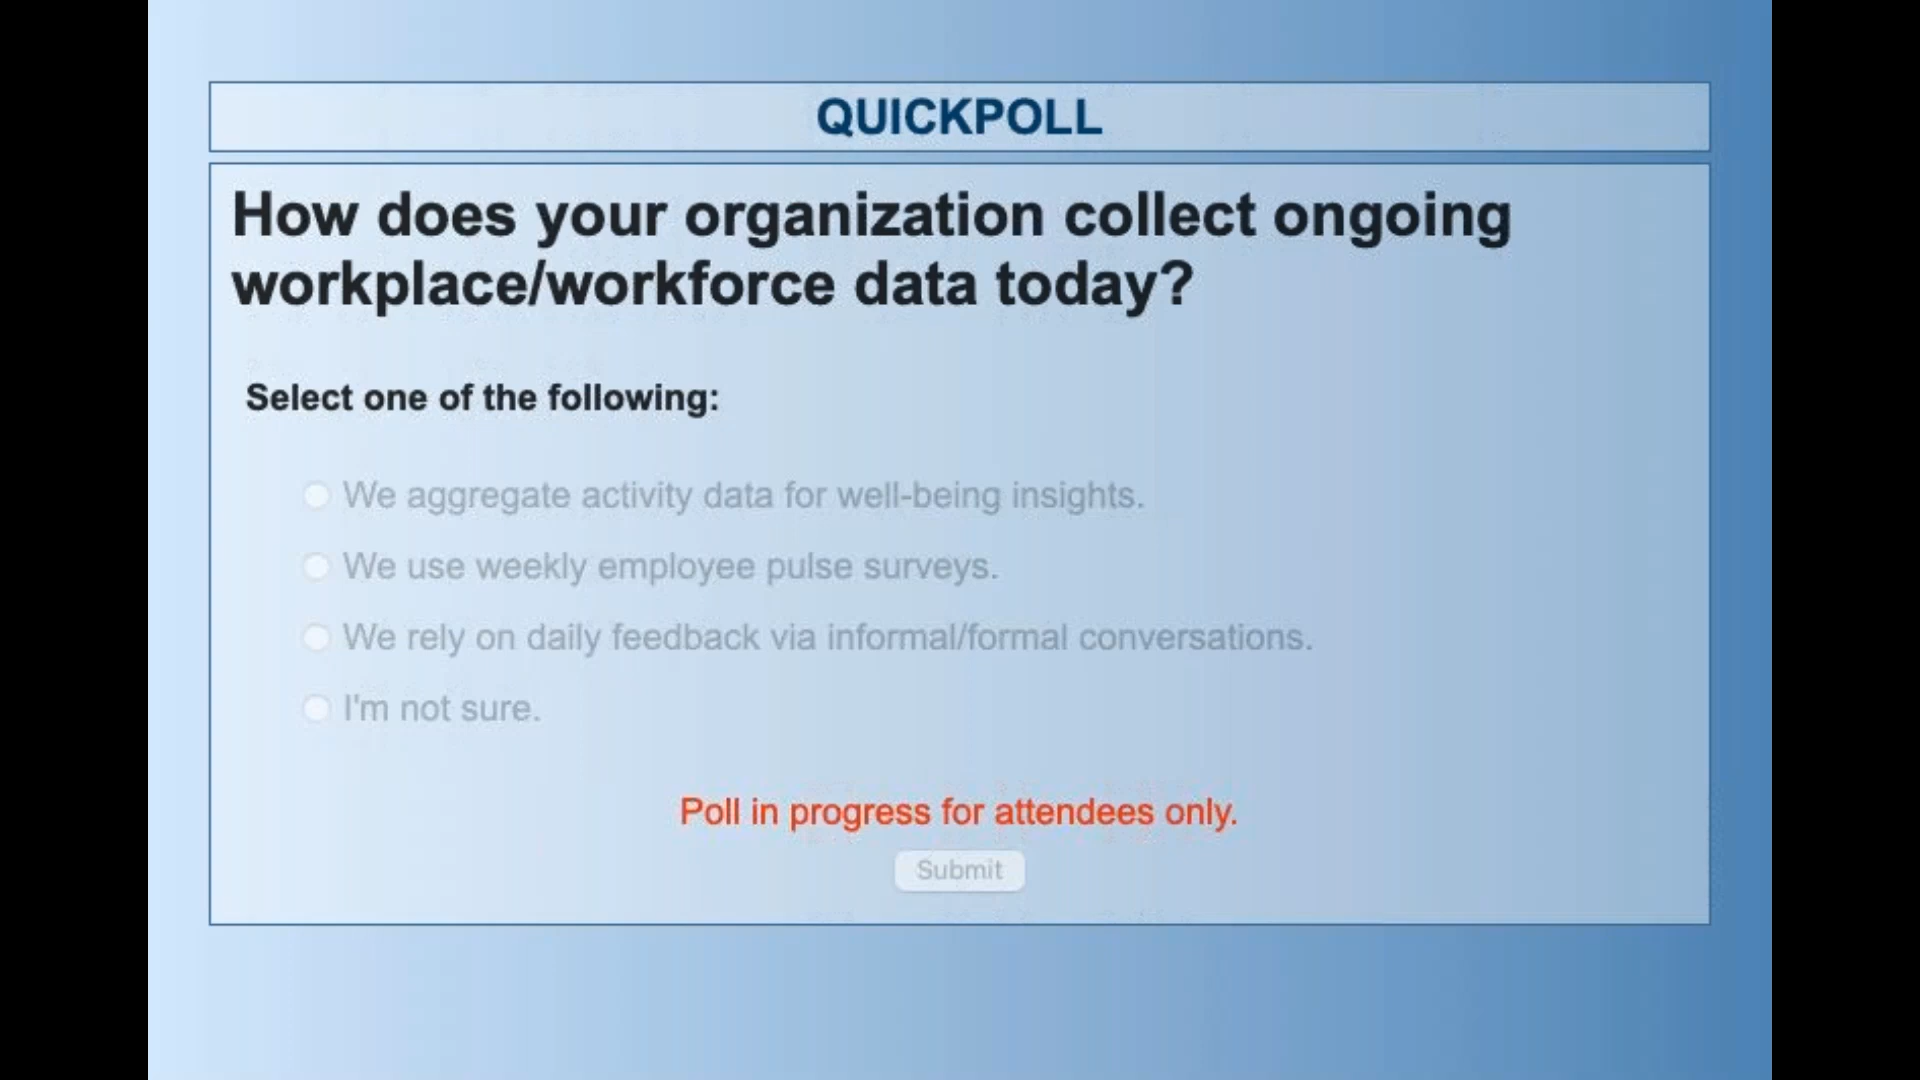 QUICKPOLL
How does your organization collect ongoing
workplace/workforce data today?
Select one of the following:
We aggregate activity data for well-being insights.
We use weekly employee pulse surveys.
We rely on daily feedback via informal/formal conversations.
I'm not sure.
Poll in progress for attendees only.
Submit